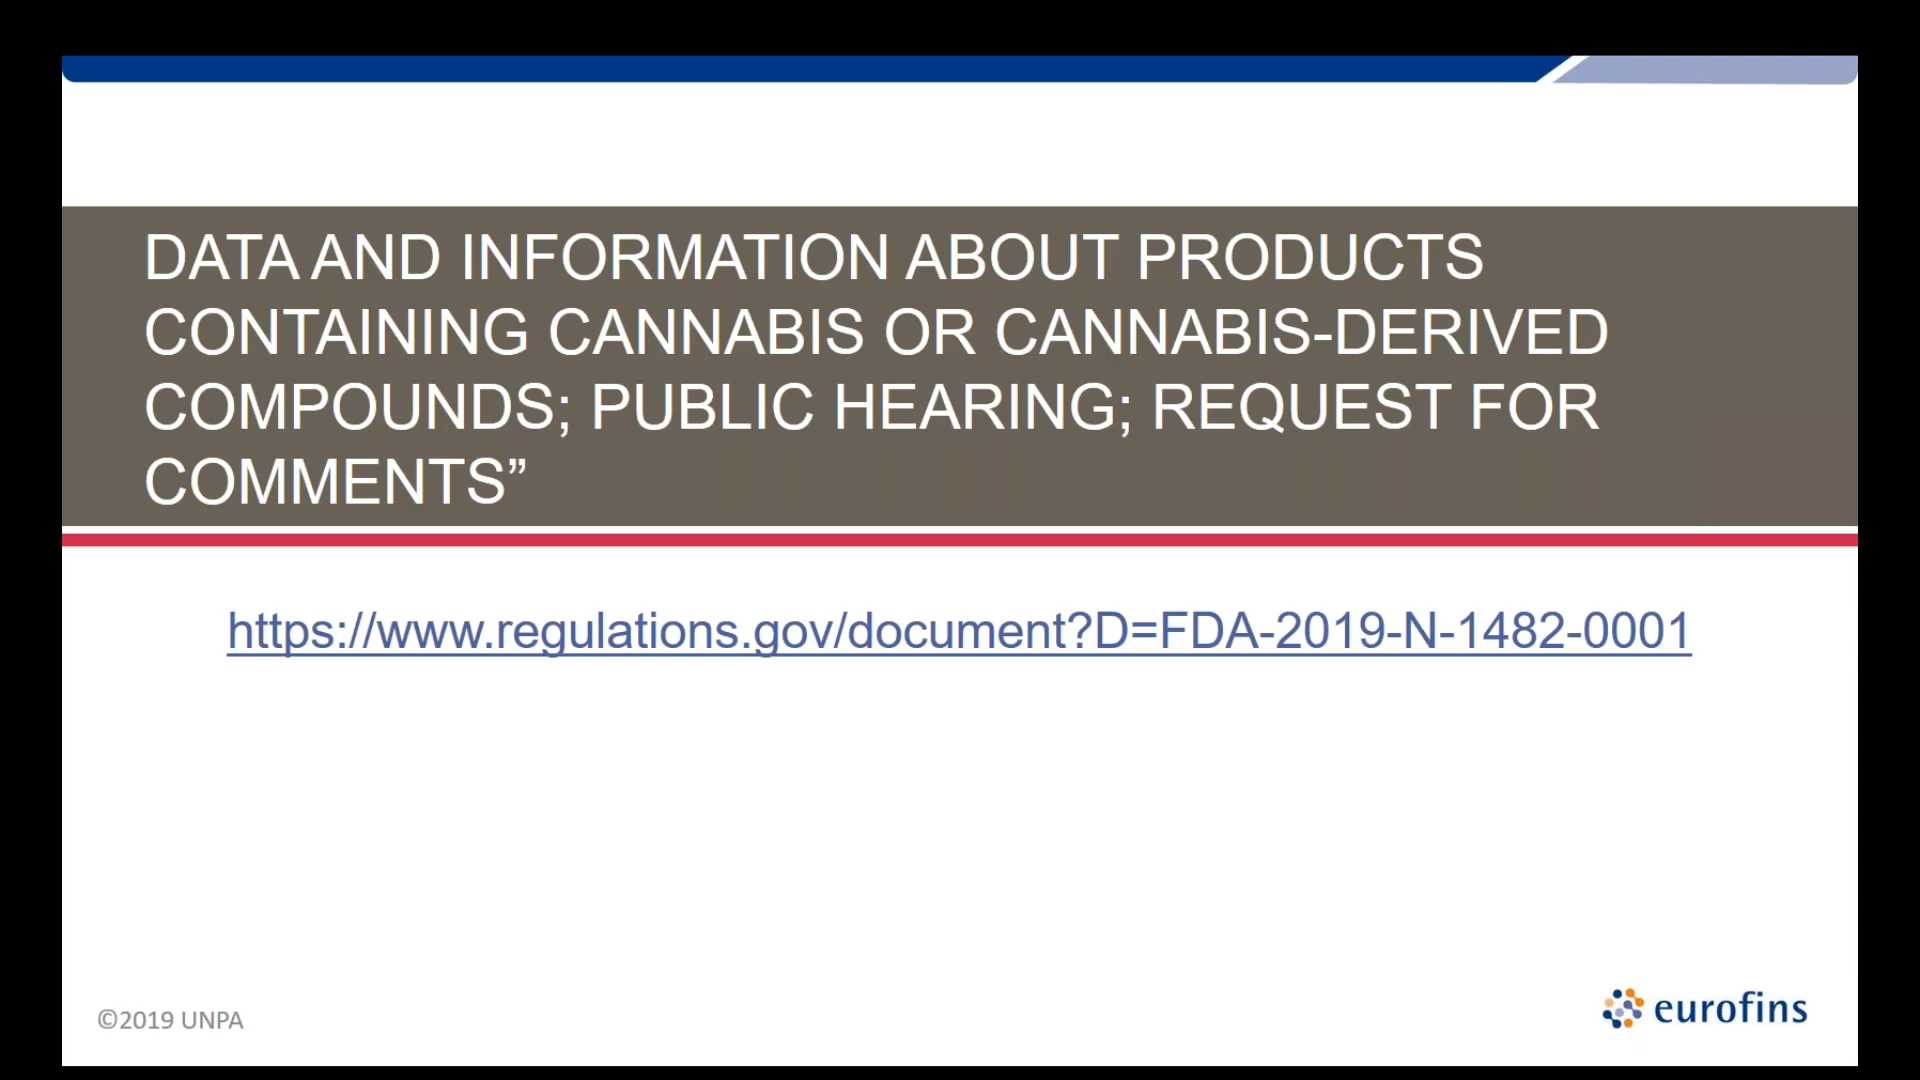 DATA AND INFORMATION ABOUT PRODUCTS
CONTAINING CANNABIS OR CANNABIS-DERIVED
COMPOUNDS; PUBLIC HEARING; REQUEST FOR
COMMENTS”
https://www.regulations.gov/document?D=FDA-2019-N-1482-0001
©2019 UNPA
eurofins